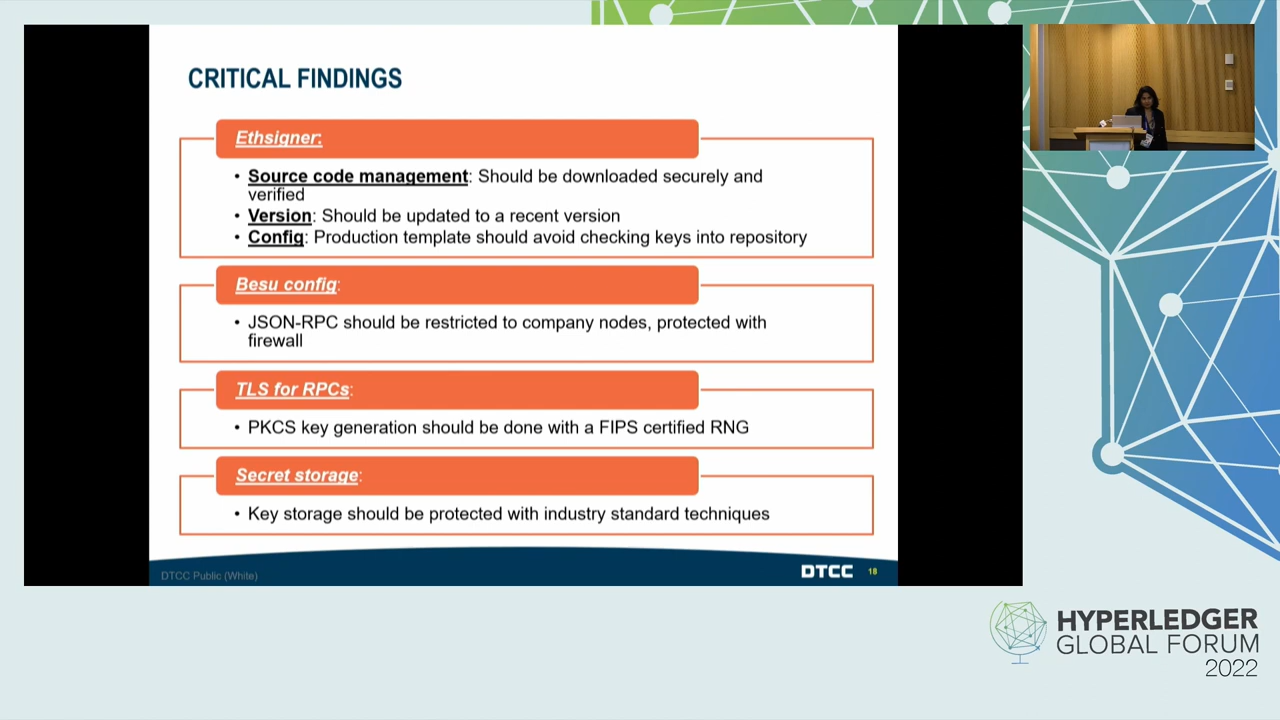 CRITICAL FINDINGS
Ethsigner:
• Source code management: Should be downloaded securely and
verified
• Version: Should be updated to a recent version
• Config: Production template should avoid checking keys into repository
Besu config:
• JSON-RPC should be restricted to company nodes, protected with
firewall
TLS for RPCs:
• PKCS key generation should be done with a FIPS certified RNG
Secret storage:
• Key storage should be protected with industry standard techniques
DTCC Public (White)
DTCC
18
HYPERLEDGER
GLOBAL FORUM
2022